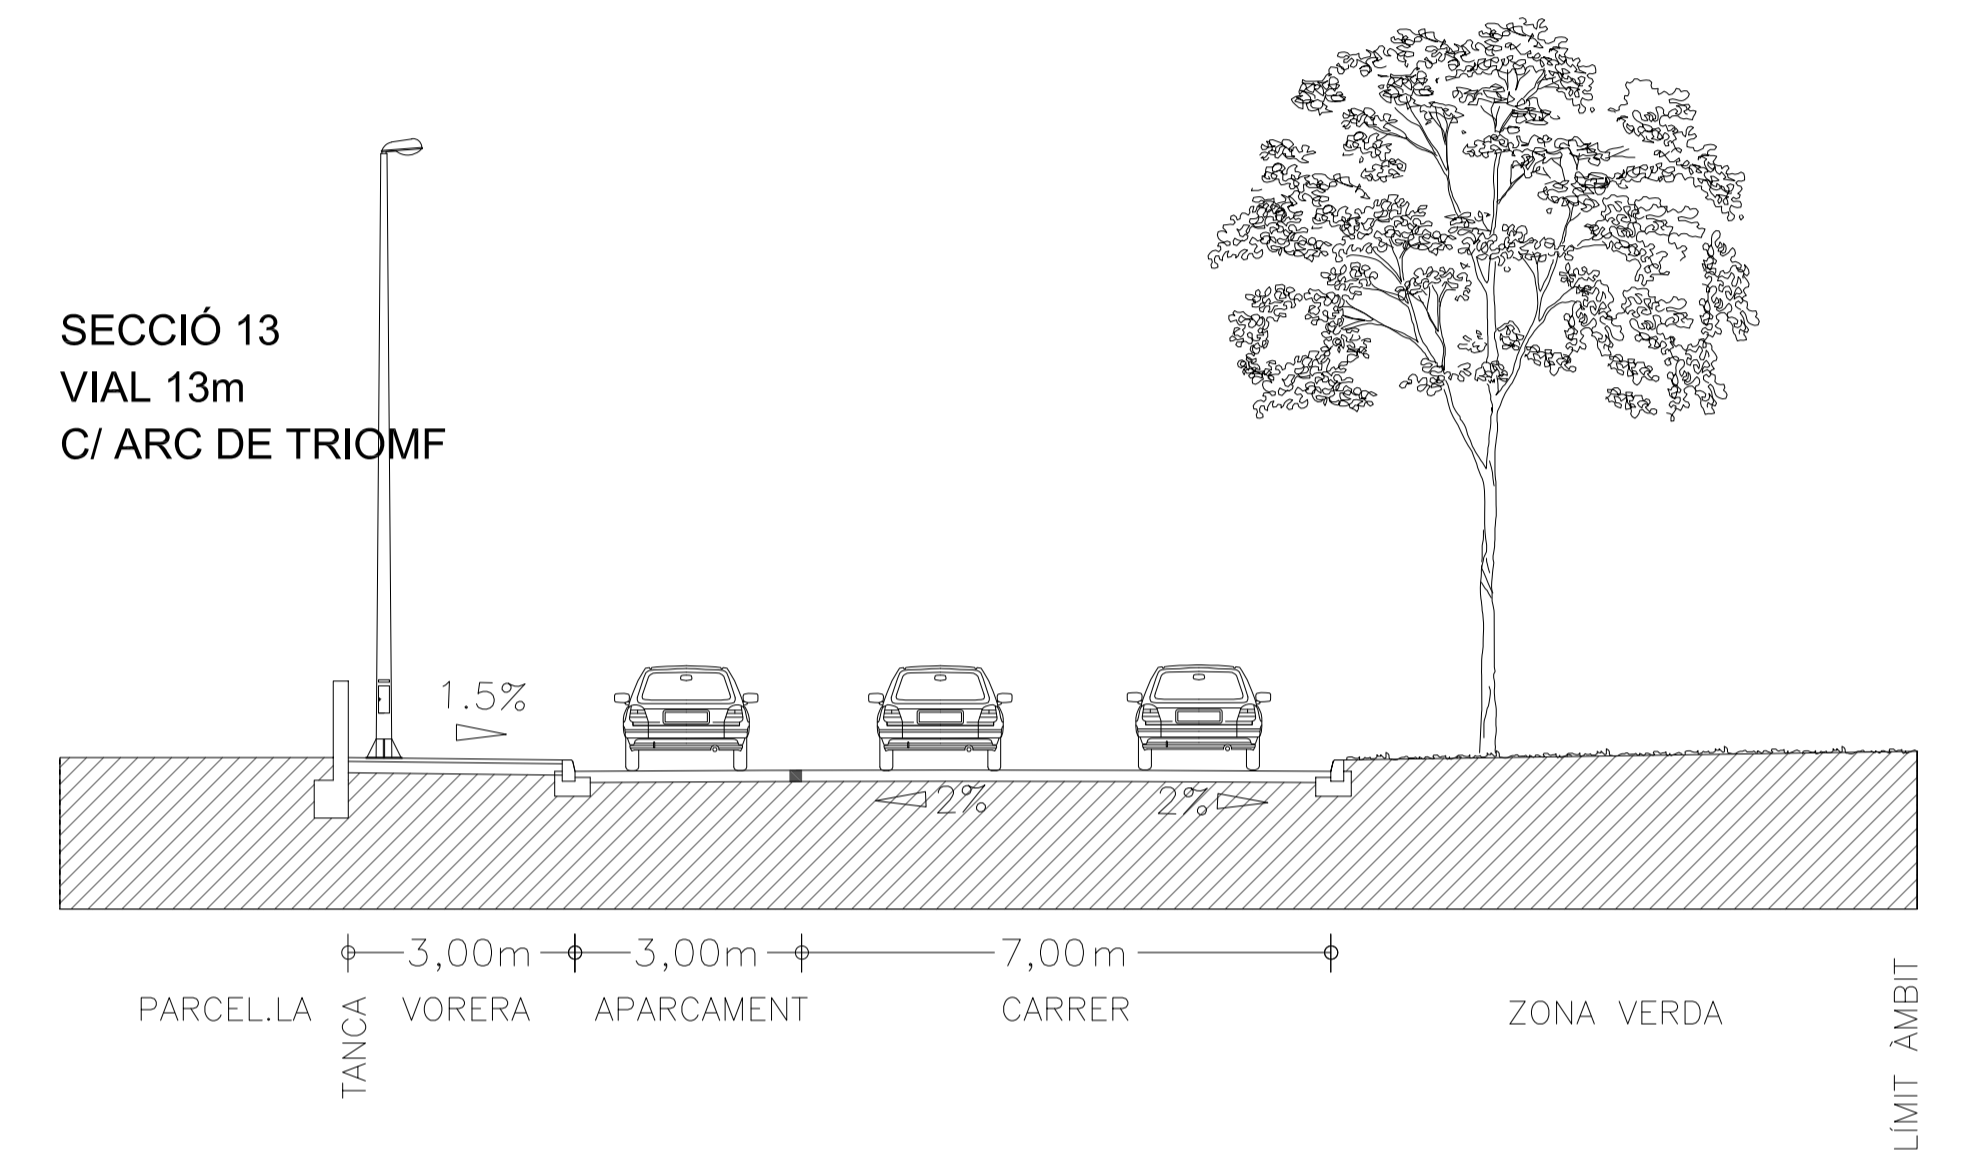 SECCIÓ 13
VIAL 13m
C/ ARC DE TRIOMF
1.5%
2%
2%
3,00m
3,00m
7,00m
PARCEL.LA
TANCA
VORERA
APARCAMENT
CARRER
ZONA VERDA
LÍMIT ÀMBIT